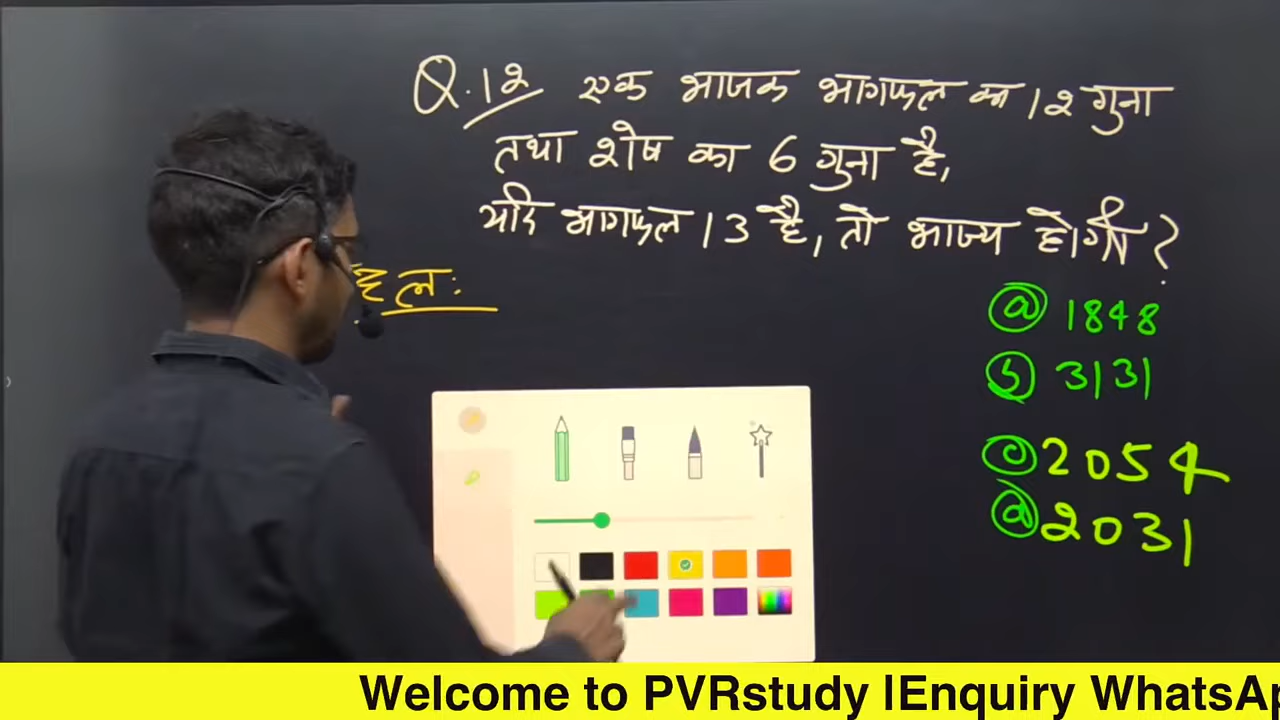 Q.12 एक भाजक भागफल का 12 गुना
तथा शेष का 6 गुना है,
यदि भागफल 13 है, तो भाज्य होगी ?
हल:
ⓐ 1848
ⓑ 3131
ⓒ 2054
ⓓ 2031
Welcome to PVRstudy |Enquiry WhatsAp